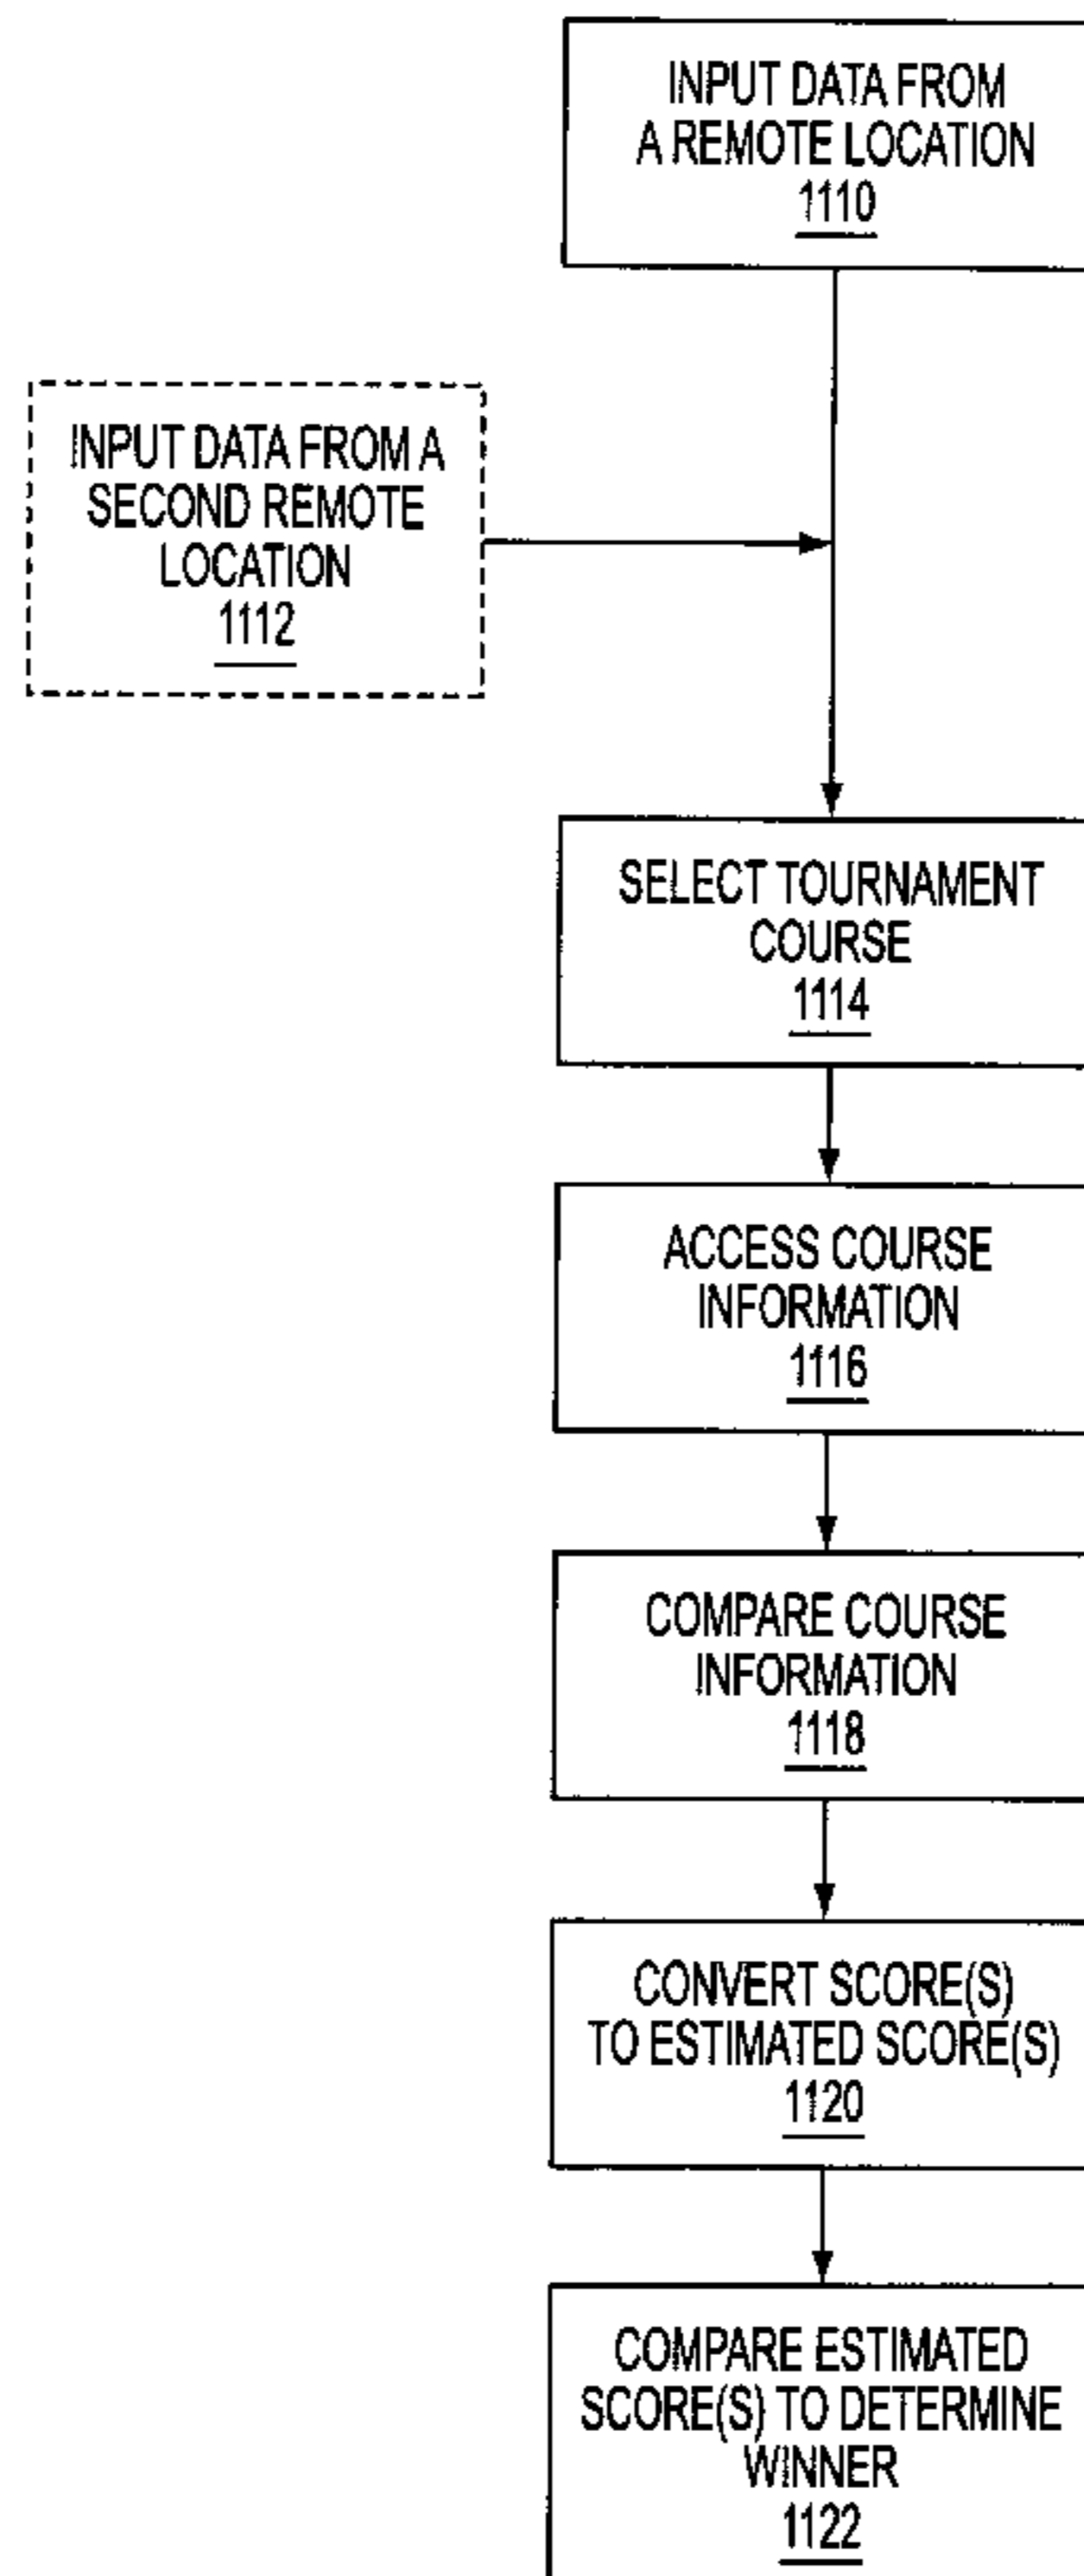 INPUT DATA FROM
A REMOTE LOCATION
1110
INPUT DATA FROM A
SECOND REMOTE
LOCATION
1112
SELECT TOURNAMENT
COURSE
1114
ACCESS COURSE
INFORMATION
1116
COMPARE COURSE
INFORMATION
1118
CONVERT SCORE(S)
TO ESTIMATED SCORE(S)
1120
COMPARE ESTIMATED
SCORE(S) TO DETERMINE
WINNER
1122